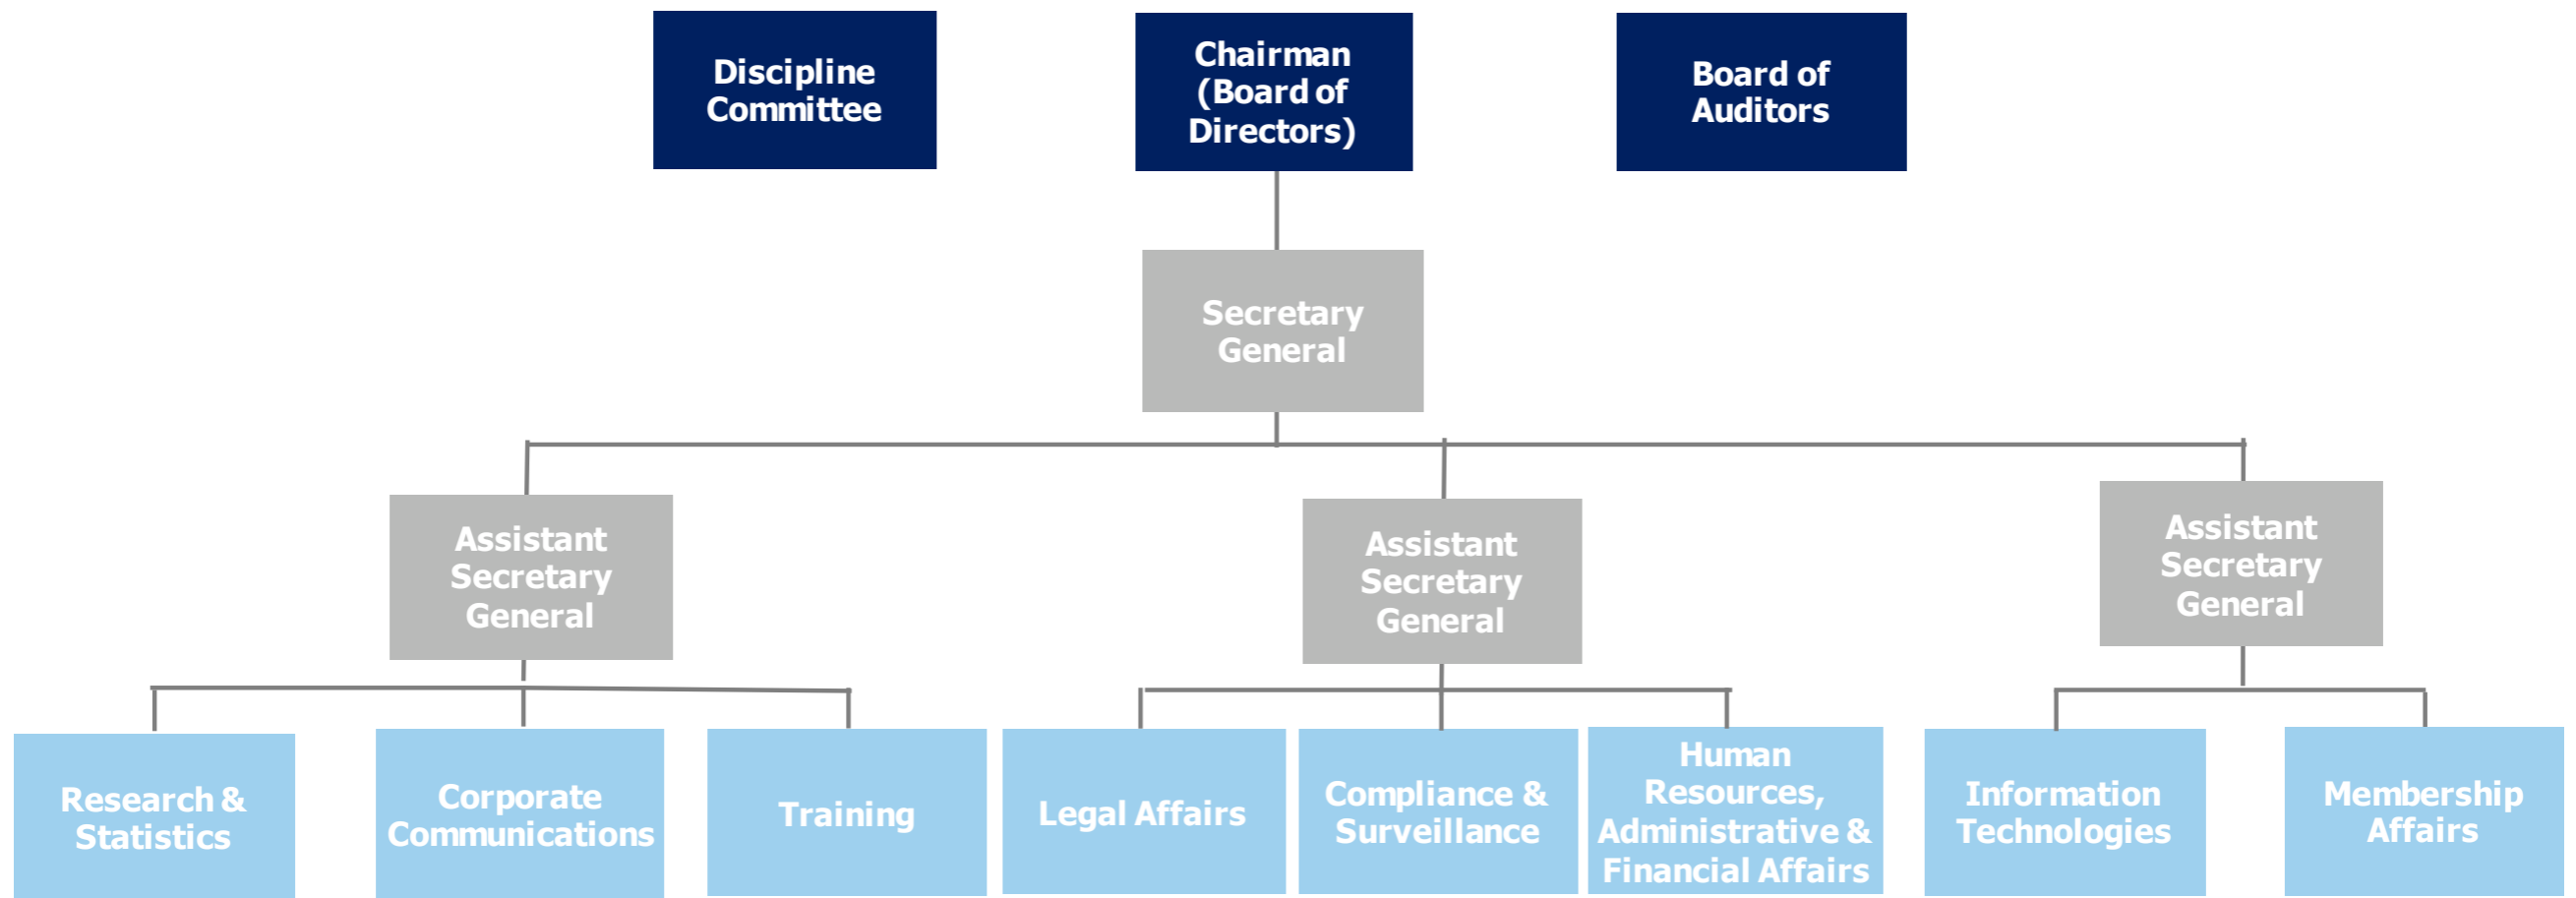 Discipline
Committee
Chairman
(Board of
Directors)
Board of
Auditors
Secretary
General
Assistant
Secretary
General
Assistant
Secretary
General
Assistant
Secretary
General
Research &
Statistics
Corporate
Communications
Training
Legal Affairs
Compliance &
Surveillance
Human
Resources,
Administrative &
Financial Affairs
Information
Technologies
Membership
Affairs